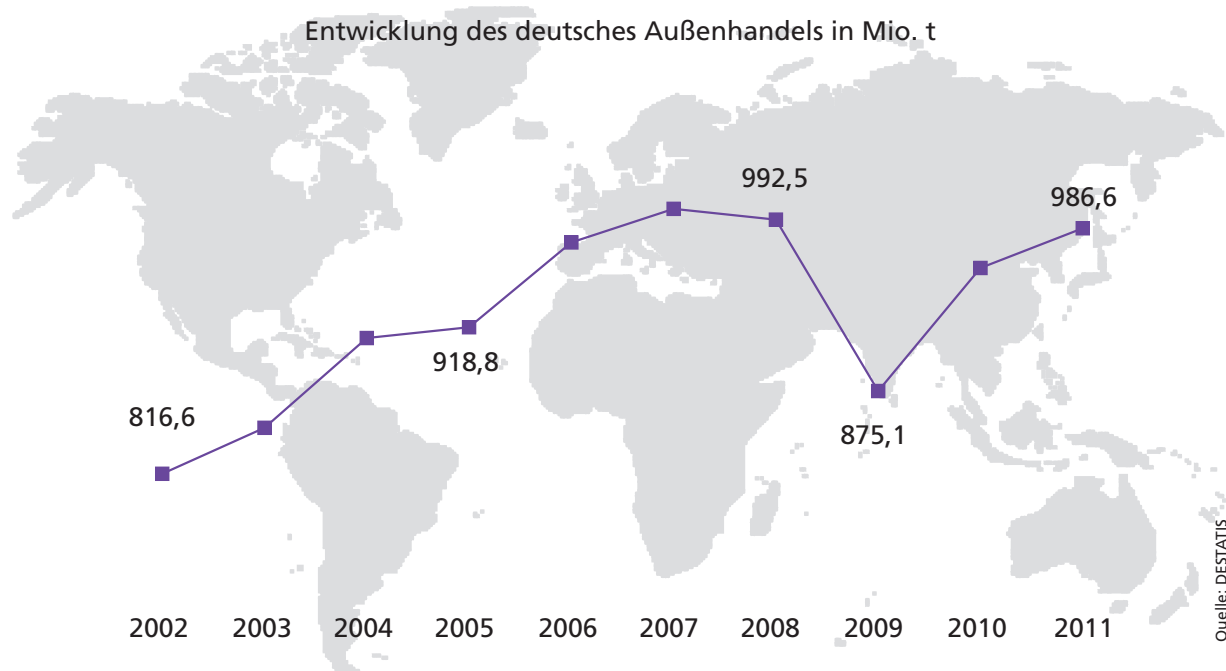 Entwicklung des deutsches Außenhandels in Mio. t
992,5
986,6
918,8
816,6
875,1
2002 2003 2004 2005 2006 2007 2008 2009 2010 2011
Quelle: DESTATIS